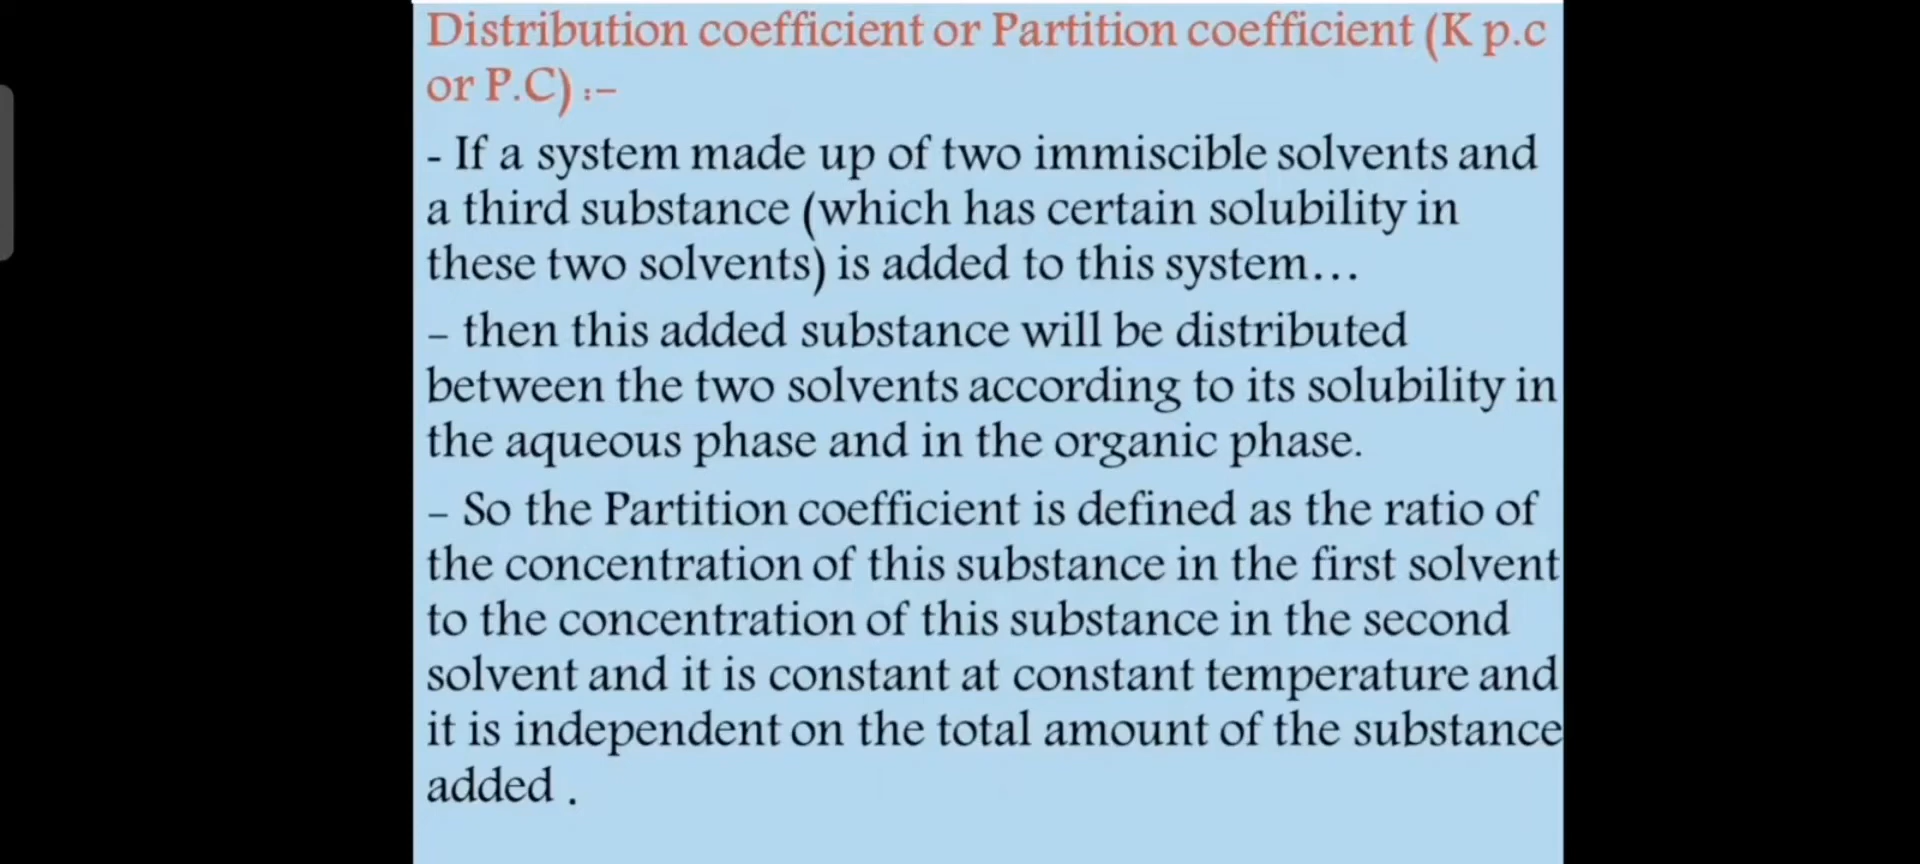 Distribution coefficient or Partition coefficient (K p.c
or P.C) :-
- If a system made up of two immiscible solvents and
a third substance (which has certain solubility in
these two solvents) is added to this system...
– then this added substance will be distributed
between the two solvents according to its solubility in
the aqueous phase and in the organic phase.
– So the Partition coefficient is defined as the ratio of
the concentration of this substance in the first solvent
to the concentration of this substance in the second
solvent and it is constant at constant temperature and
it is independent on the total amount of the substance
added .